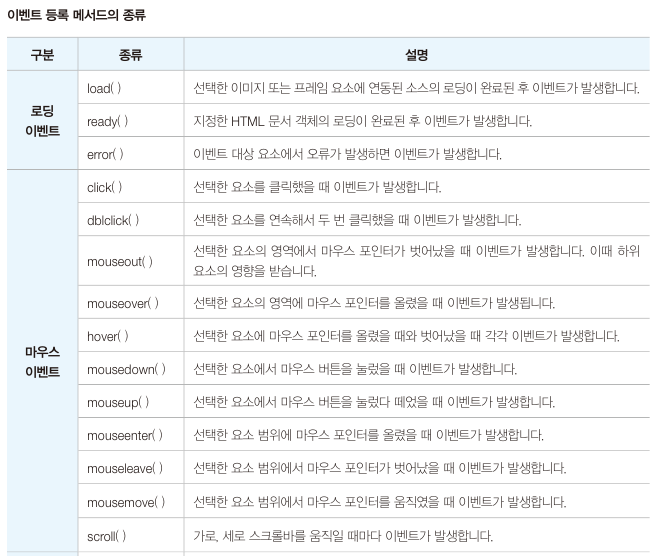 이벤트 등록 메서드의 종류
구분 종류 설명
로딩 이벤트
load( ) 선택한 이미지 또는 프레임 요소에 연동된 소스의 로딩이 완료된 후 이벤트가 발생합니다.
ready( ) 지정한 HTML 문서 객체의 로딩이 완료된 후 이벤트가 발생합니다.
error( ) 이벤트 대상 요소에서 오류가 발생하면 이벤트가 발생합니다.
마우스 이벤트
click( ) 선택한 요소를 클릭했을 때 이벤트가 발생합니다.
dblclick( ) 선택한 요소를 연속해서 두 번 클릭했을 때 이벤트가 발생합니다.
mouseout( ) 선택한 요소의 영역에서 마우스 포인터가 벗어났을 때 이벤트가 발생합니다. 이때 하위
요소의 영향을 받습니다.
mouseover( ) 선택한 요소의 영역에 마우스 포인터를 올렸을 때 이벤트가 발생됩니다.
hover( ) 선택한 요소에 마우스 포인터를 올렸을 때와 벗어났을 때 각각 이벤트가 발생합니다.
mousedown( ) 선택한 요소에서 마우스 버튼을 눌렀을 때 이벤트가 발생합니다.
mouseup( ) 선택한 요소에서 마우스 버튼을 눌렀다 떼었을 때 이벤트가 발생합니다.
mouseenter( ) 선택한 요소 범위에 마우스 포인터를 올렸을 때 이벤트가 발생합니다.
mouseleave( ) 선택한 요소 범위에서 마우스 포인터가 벗어났을 때 이벤트가 발생합니다.
mousemove( ) 선택한 요소 범위에서 마우스 포인터를 움직였을 때 이벤트가 발생합니다.
scroll( ) 가로, 세로 스크롤바를 움직일 때마다 이벤트가 발생합니다.